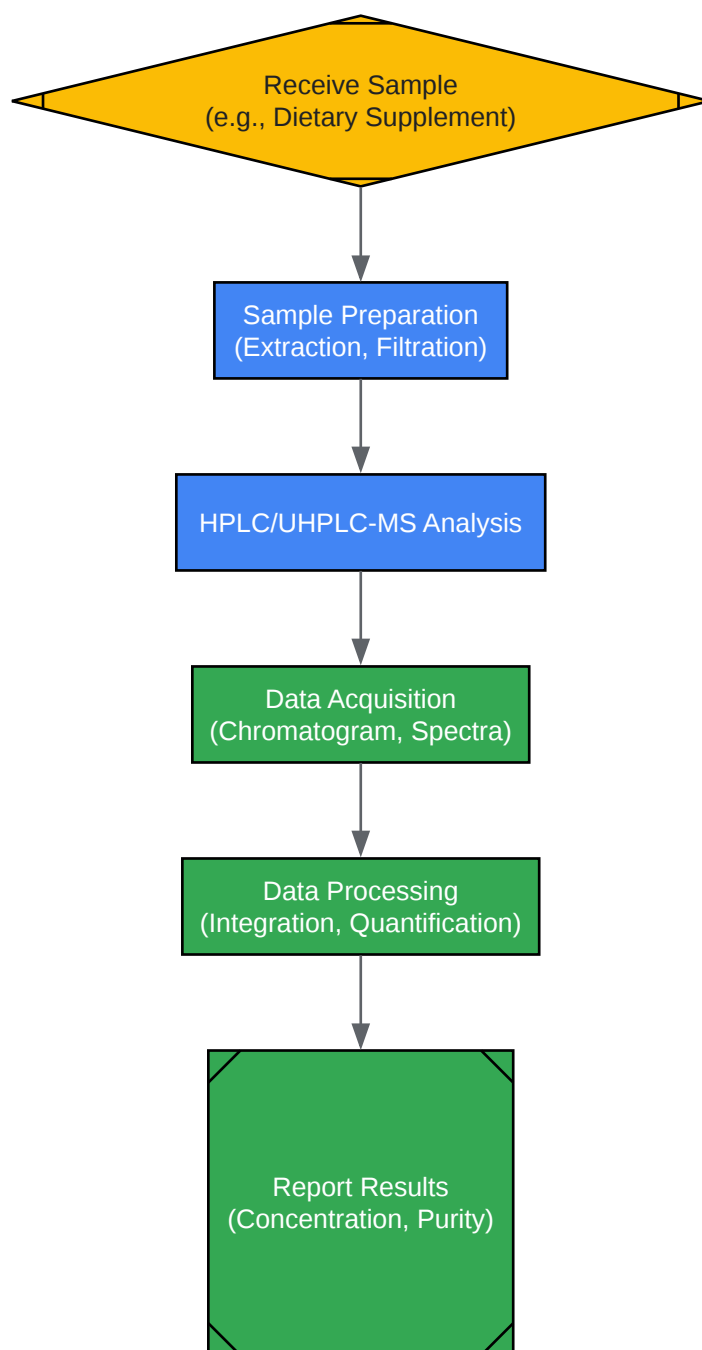 Receive Sample
(e.g., Dietary Supplement)
Sample Preparation
(Extraction, Filtration)
HPLC/UHPLC-MS Analysis
Data Acquisition
(Chromatogram, Spectra)
Data Processing
(Integration, Quantification)
Report Results
(Concentration, Purity)